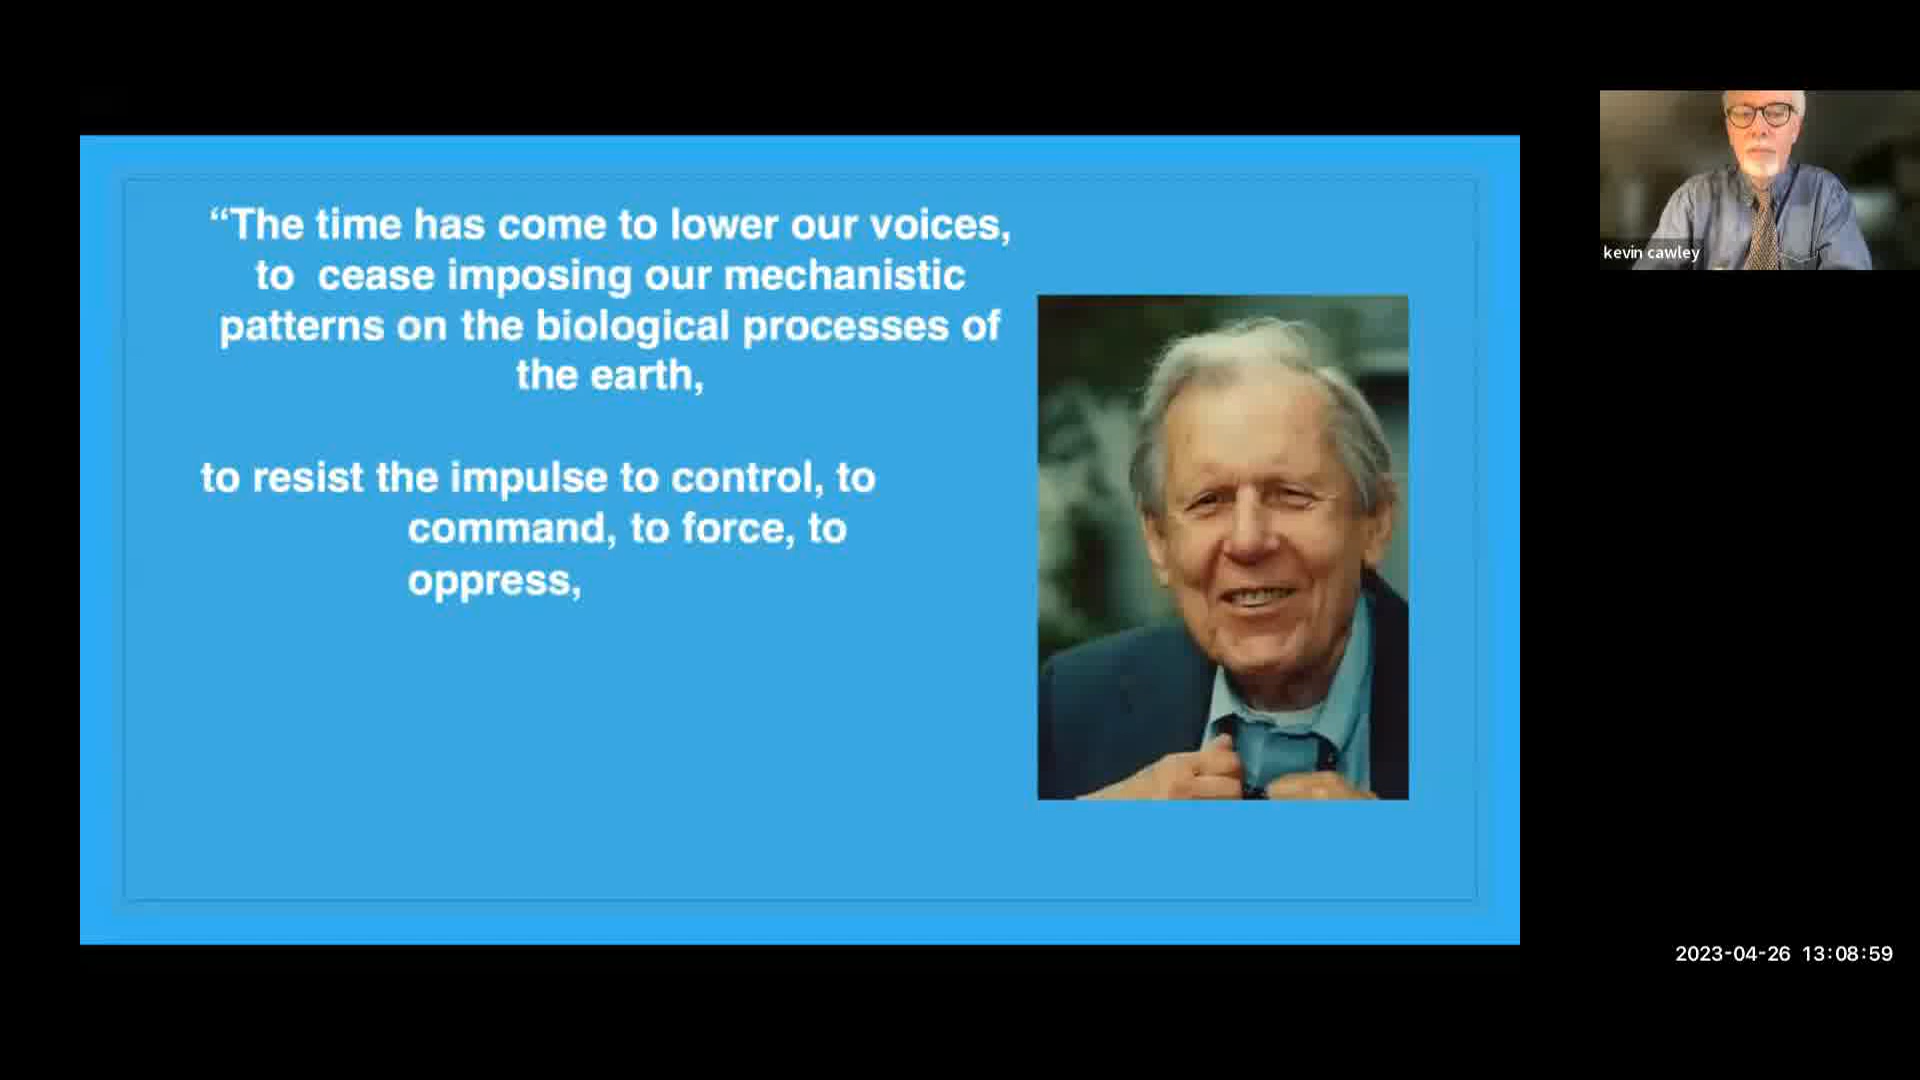 “The time has come to lower our voices,
to  cease imposing our mechanistic
patterns on the biological processes of
the earth,
to resist the impulse to control, to
command, to force, to
oppress,
kevin cawley
2023-04-26 13:08:59